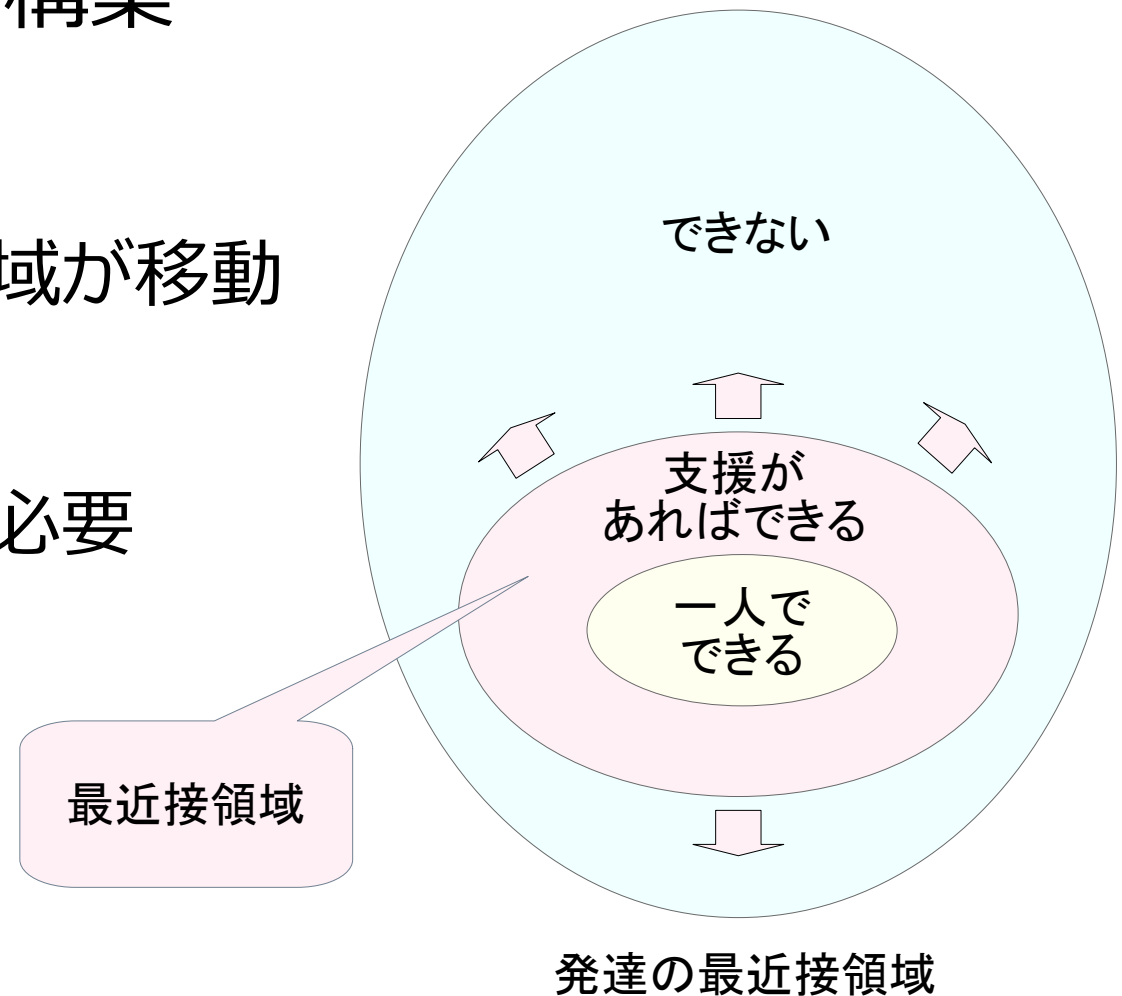 構築
域が移動
必要
できない
支援が
あればできる
一人で
できる
最近接領域
発達の最近接領域